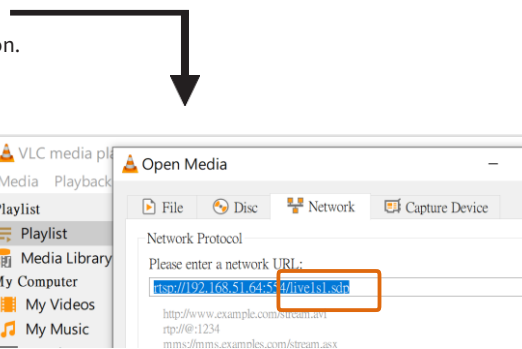 on.
VLC media pla
Media Playback
Playlist
Playlist
Media Library
My Computer
My Videos
My Music
Open Media
File Disc Network Capture Device
Network Protocol
Please enter a network URL:
rtsp://192.168.51.64:554/live1s1.sdp
http://www.example.com/stream.avi
rtp://@:1234
mms://mms.examples.com/stream.asx